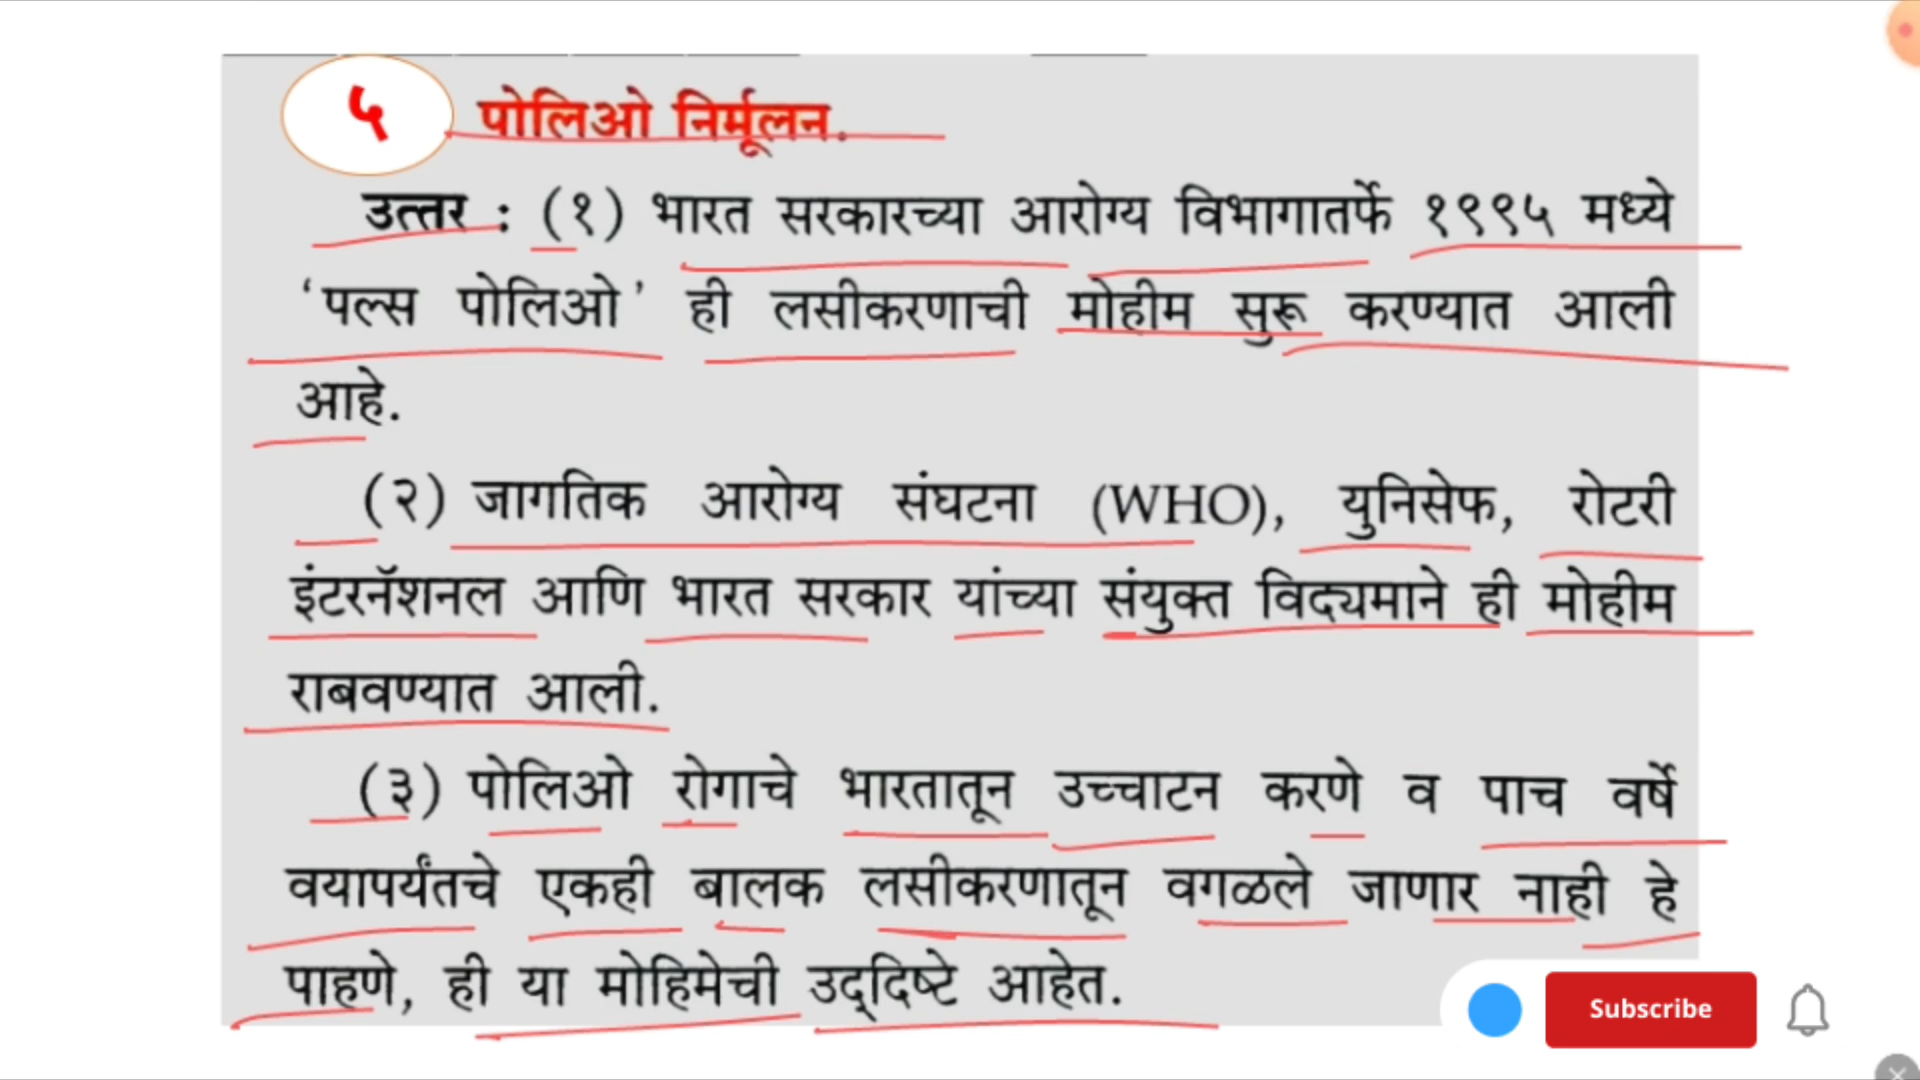 ५ पोलिओ निर्मूलन.
उत्तर : (१) भारत सरकारच्या आरोग्य विभागातर्फे १९९५ मध्ये
‘पल्स पोलिओ’ ही लसीकरणाची मोहीम सुरू करण्यात आली
आहे.
(२) जागतिक आरोग्य संघटना (WHO), युनिसेफ, रोटरी
इंटरनॅशनल आणि भारत सरकार यांच्या संयुक्त विद्यमाने ही मोहीम
राबवण्यात आली.
(३) पोलिओ रोगाचे भारतातून उच्चाटन करणे व पाच वर्षे
वयापर्यंतचे एकही बालक लसीकरणातून वगळले जाणार नाही हे
पाहणे, ही या मोहिमेची उद्‌दिष्टे आहेत.
Subscribe